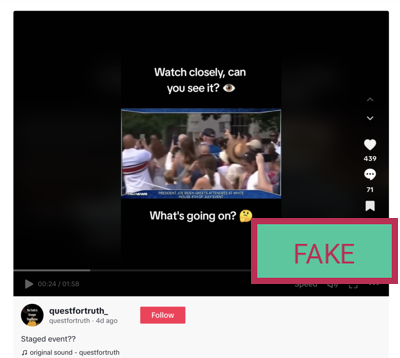 Watch closely, can
you see it? 👁️
PRESIDENT JOE BIDEN GREETS ATTENDEES AT WHITE
HOUSE 4TH OF JULY EVENT
What's going on? 🤔
439
71
FAKE
00:24 / 01:58
Speed
questfortruth_
questfortruth · 4d ago
Follow
Staged event??
♫ original sound - questfortruth